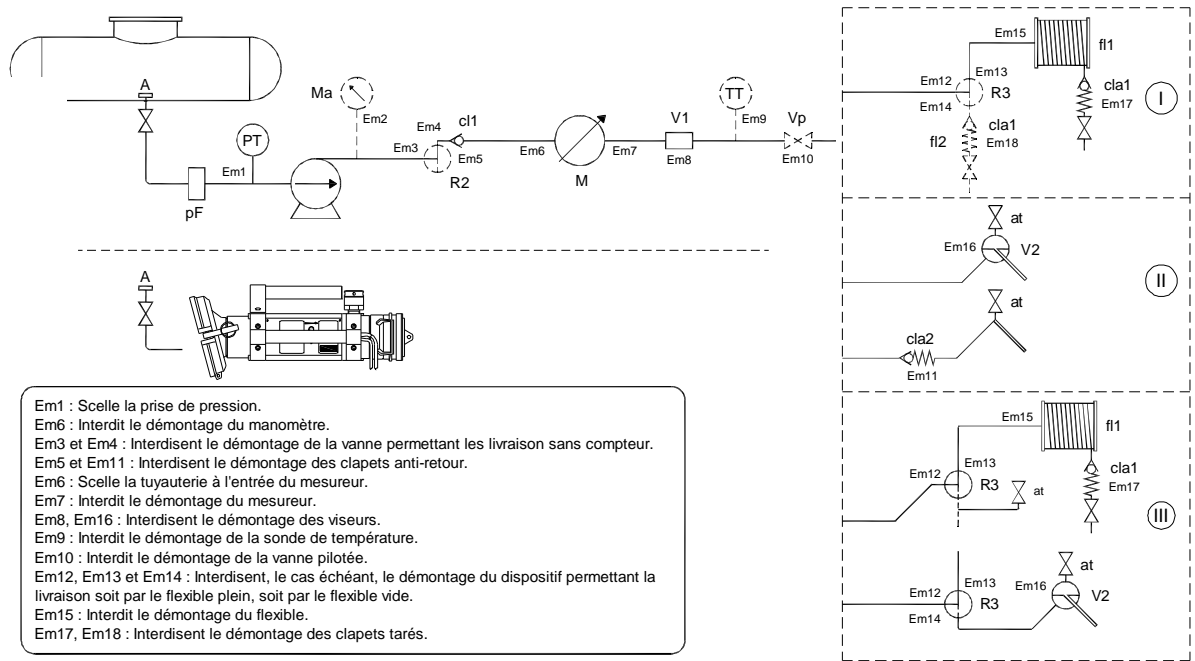 A
PT
Em1
pF
Ma
Em2
Em3
Em4
cl1
Em5
R2
Em6
M
Em7
V1
Em8
TT
Em9
Vp
Em10
A
Em15
fl1
Em12
Em13
R3
Em14
cla1
Em17
fl2
cla1
Em18
I
at
Em16
V2
at
cla2
Em11
II
Em15
fl1
Em12
Em13
R3
at
cla1
Em17
III
at
Em12
Em13
R3
Em14
Em16
V2
Em1 : Scelle la prise de pression.
Em6 : Interdit le démontage du manomètre.
Em3 et Em4 : Interdisent le démontage de la vanne permettant les livraison sans compteur.
Em5 et Em11 : Interdisent le démontage des clapets anti-retour.
Em6 : Scelle la tuyauterie à l'entrée du mesureur.
Em7 : Interdit le démontage du mesureur.
Em8, Em16 : Interdisent le démontage des viseurs.
Em9 : Interdit le démontage de la sonde de température.
Em10 : Interdit le démontage de la vanne pilotée.
Em12, Em13 et Em14 : Interdisent, le cas échéant, le démontage du dispositif permettant la
livraison soit par le flexible plein, soit par le flexible vide.
Em15 : Interdit le démontage du flexible.
Em17, Em18 : Interdisent le démontage des clapets tarés.